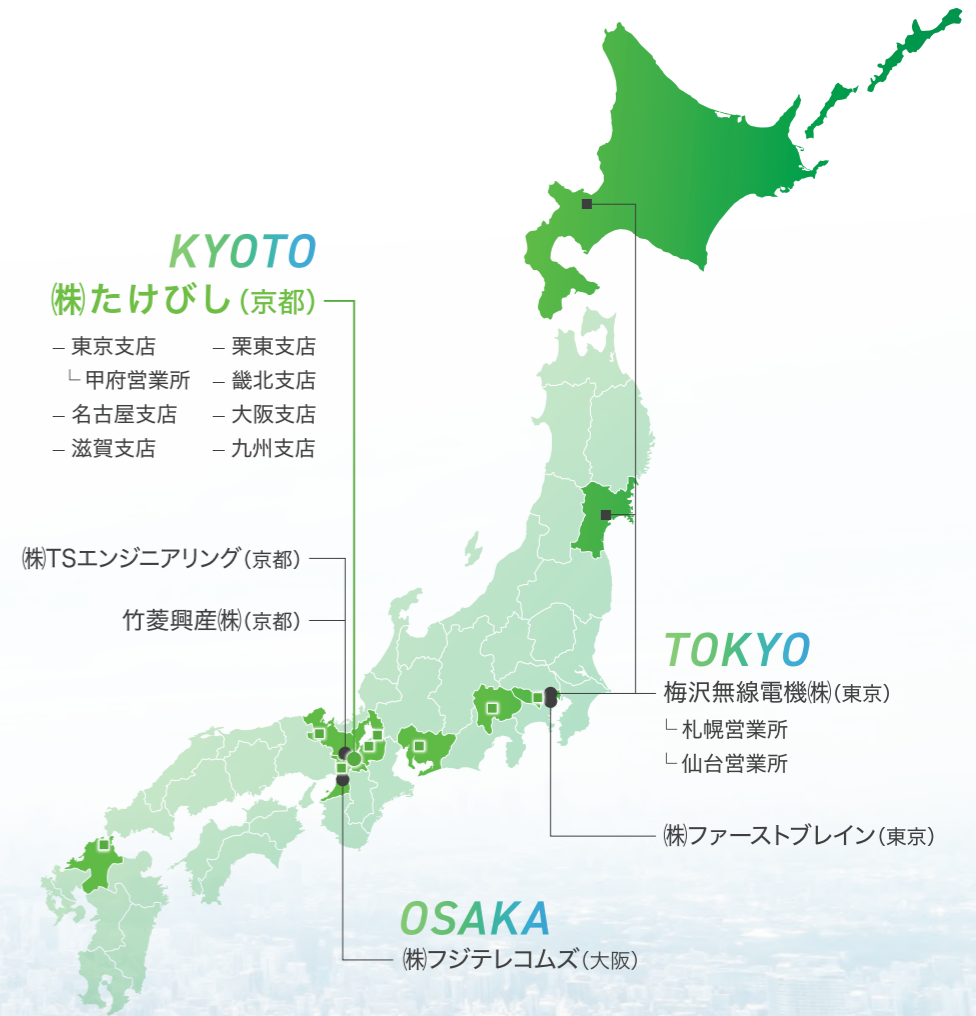 KYOTO
㈱たけびし（京都）
– 東京支店
└ 甲府営業所
– 名古屋支店
– 滋賀支店
– 栗東支店
– 畿北支店
– 大阪支店
– 九州支店
㈱TSエンジニアリング（京都）
竹菱興産㈱（京都）
TOKYO
梅沢無線電機㈱（東京）
└ 札幌営業所
└ 仙台営業所
㈱ファーストブレイン（東京）
OSAKA
㈱フジテレコムズ（大阪）